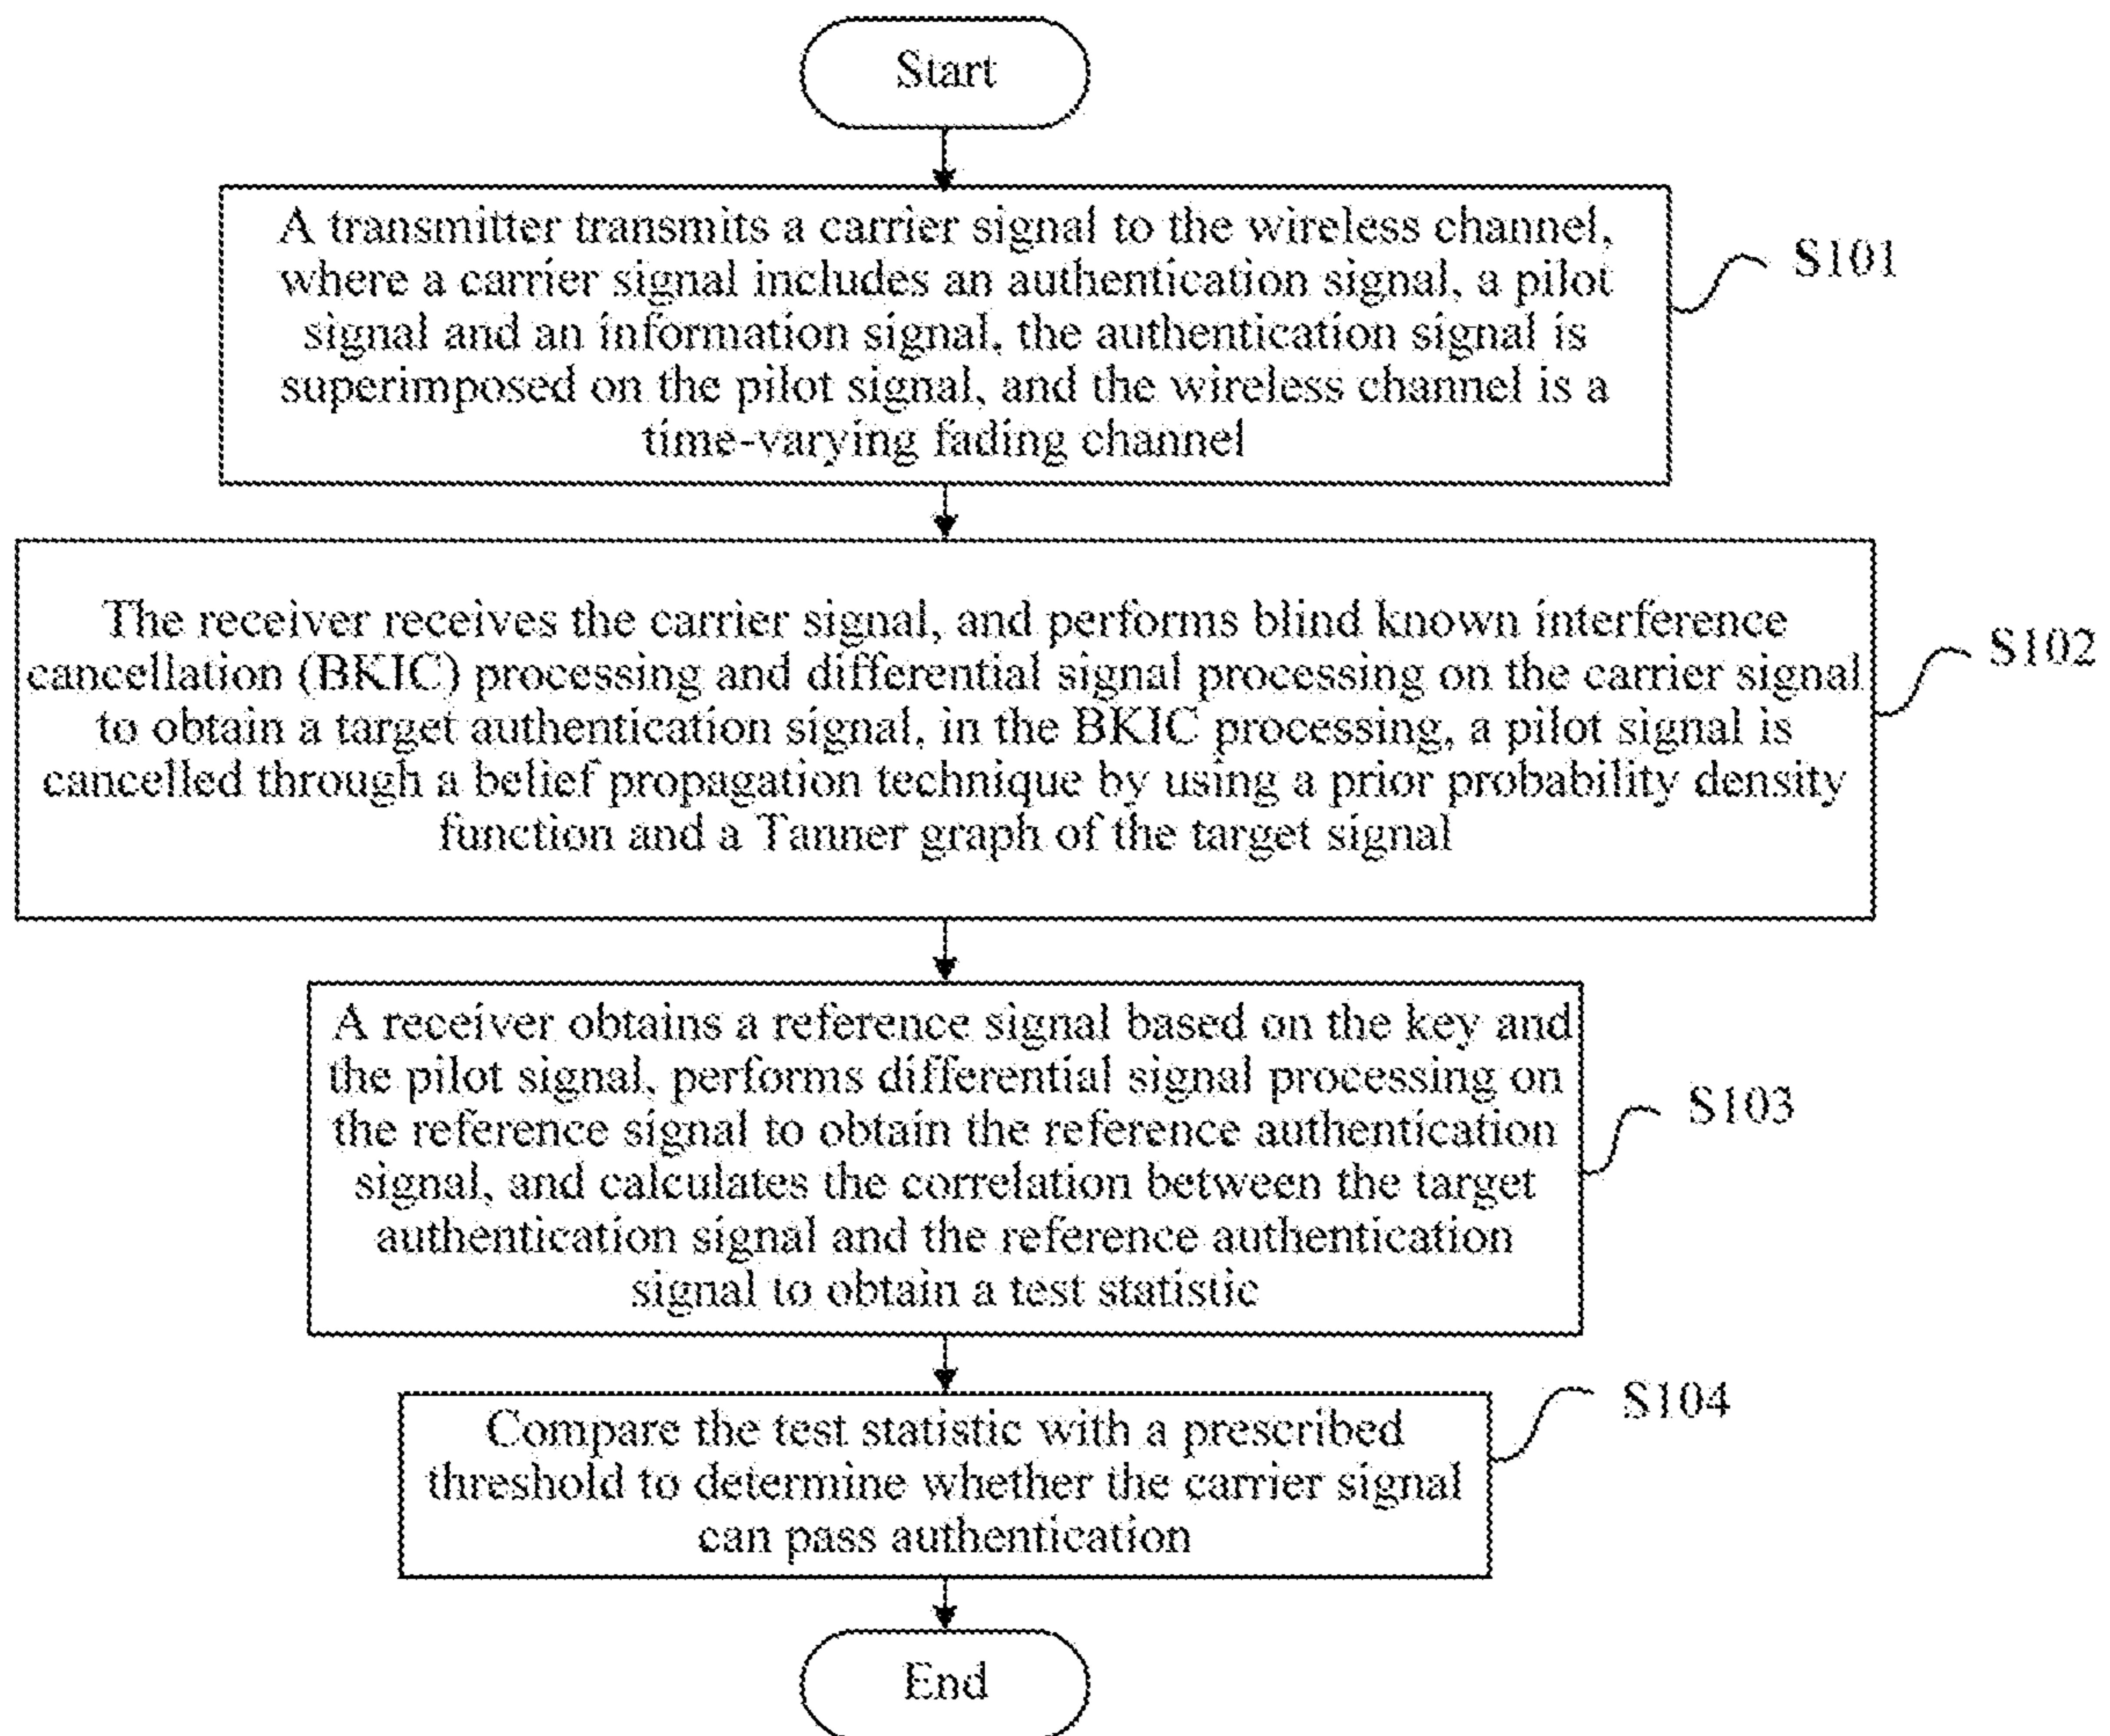 Start
A transmitter transmits a carrier signal to the wireless channel,
where a carrier signal includes an authentication signal, a pilot
signal and an information signal, the authentication signal is
superimposed on the pilot signal, and the wireless channel is a
time-varying fading channel
S101
The receiver receives the carrier signal, and performs blind known interference
cancellation (BKIC) processing and differential signal processing on the carrier signal
to obtain a target authentication signal, in the BKIC processing, a pilot signal is
cancelled through a belief propagation technique by using a prior probability density
function and a Tanner graph of the target signal
S102
A receiver obtains a reference signal based on the key and
the pilot signal, performs differential signal processing on
the reference signal to obtain the reference authentication
signal, and calculates the correlation between the target
authentication signal and the reference authentication
signal to obtain a test statistic
S103
Compare the test statistic with a prescribed
threshold to determine whether the carrier signal
can pass authentication
S104
End